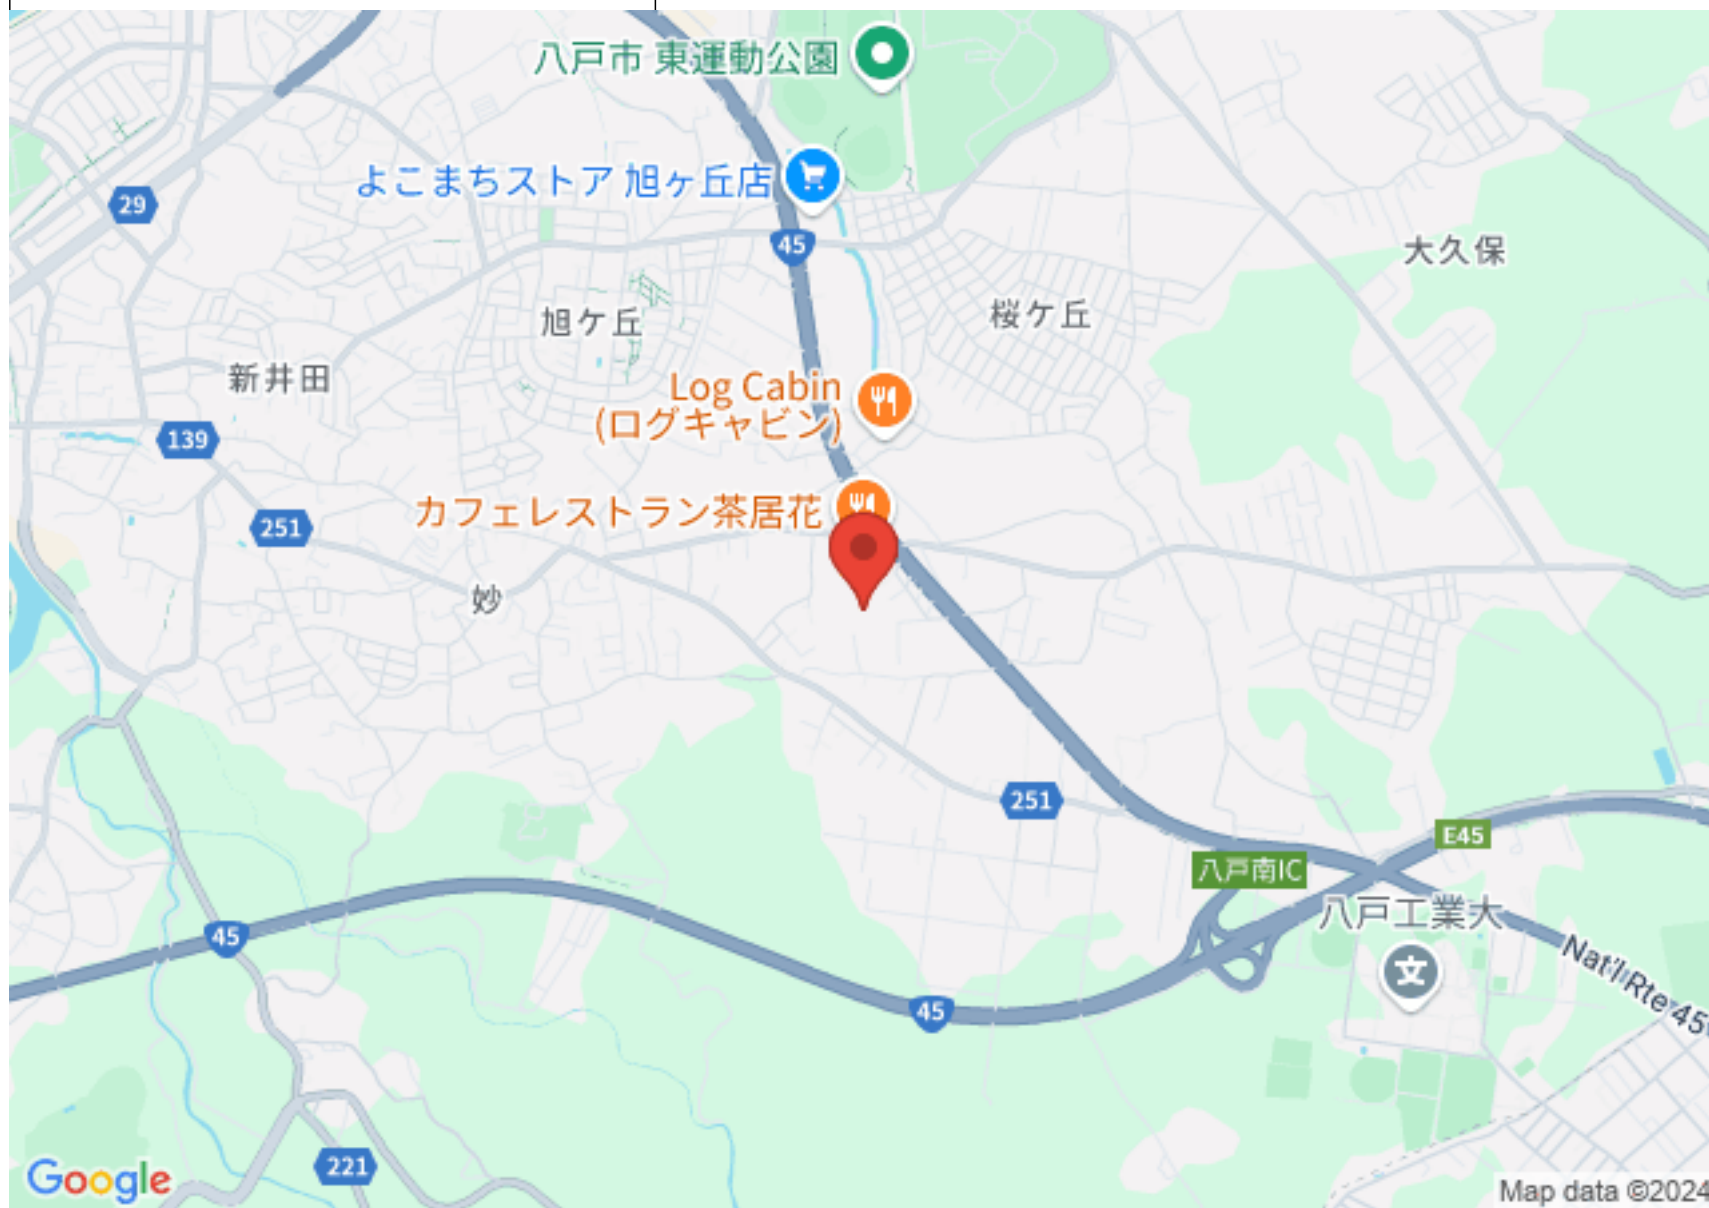 八戸市 東運動公園
よこまちストア 旭ヶ丘店
29
45
大久保
旭ケ丘
桜ケ丘
新井田
Log Cabin
(ログキャビン)
139
カフェレストラン茶居花
251
妙
251
E45
八戸南IC
八戸工業大
文
45
Nat'l Rte 45
45
221
Google
Map data ©2024